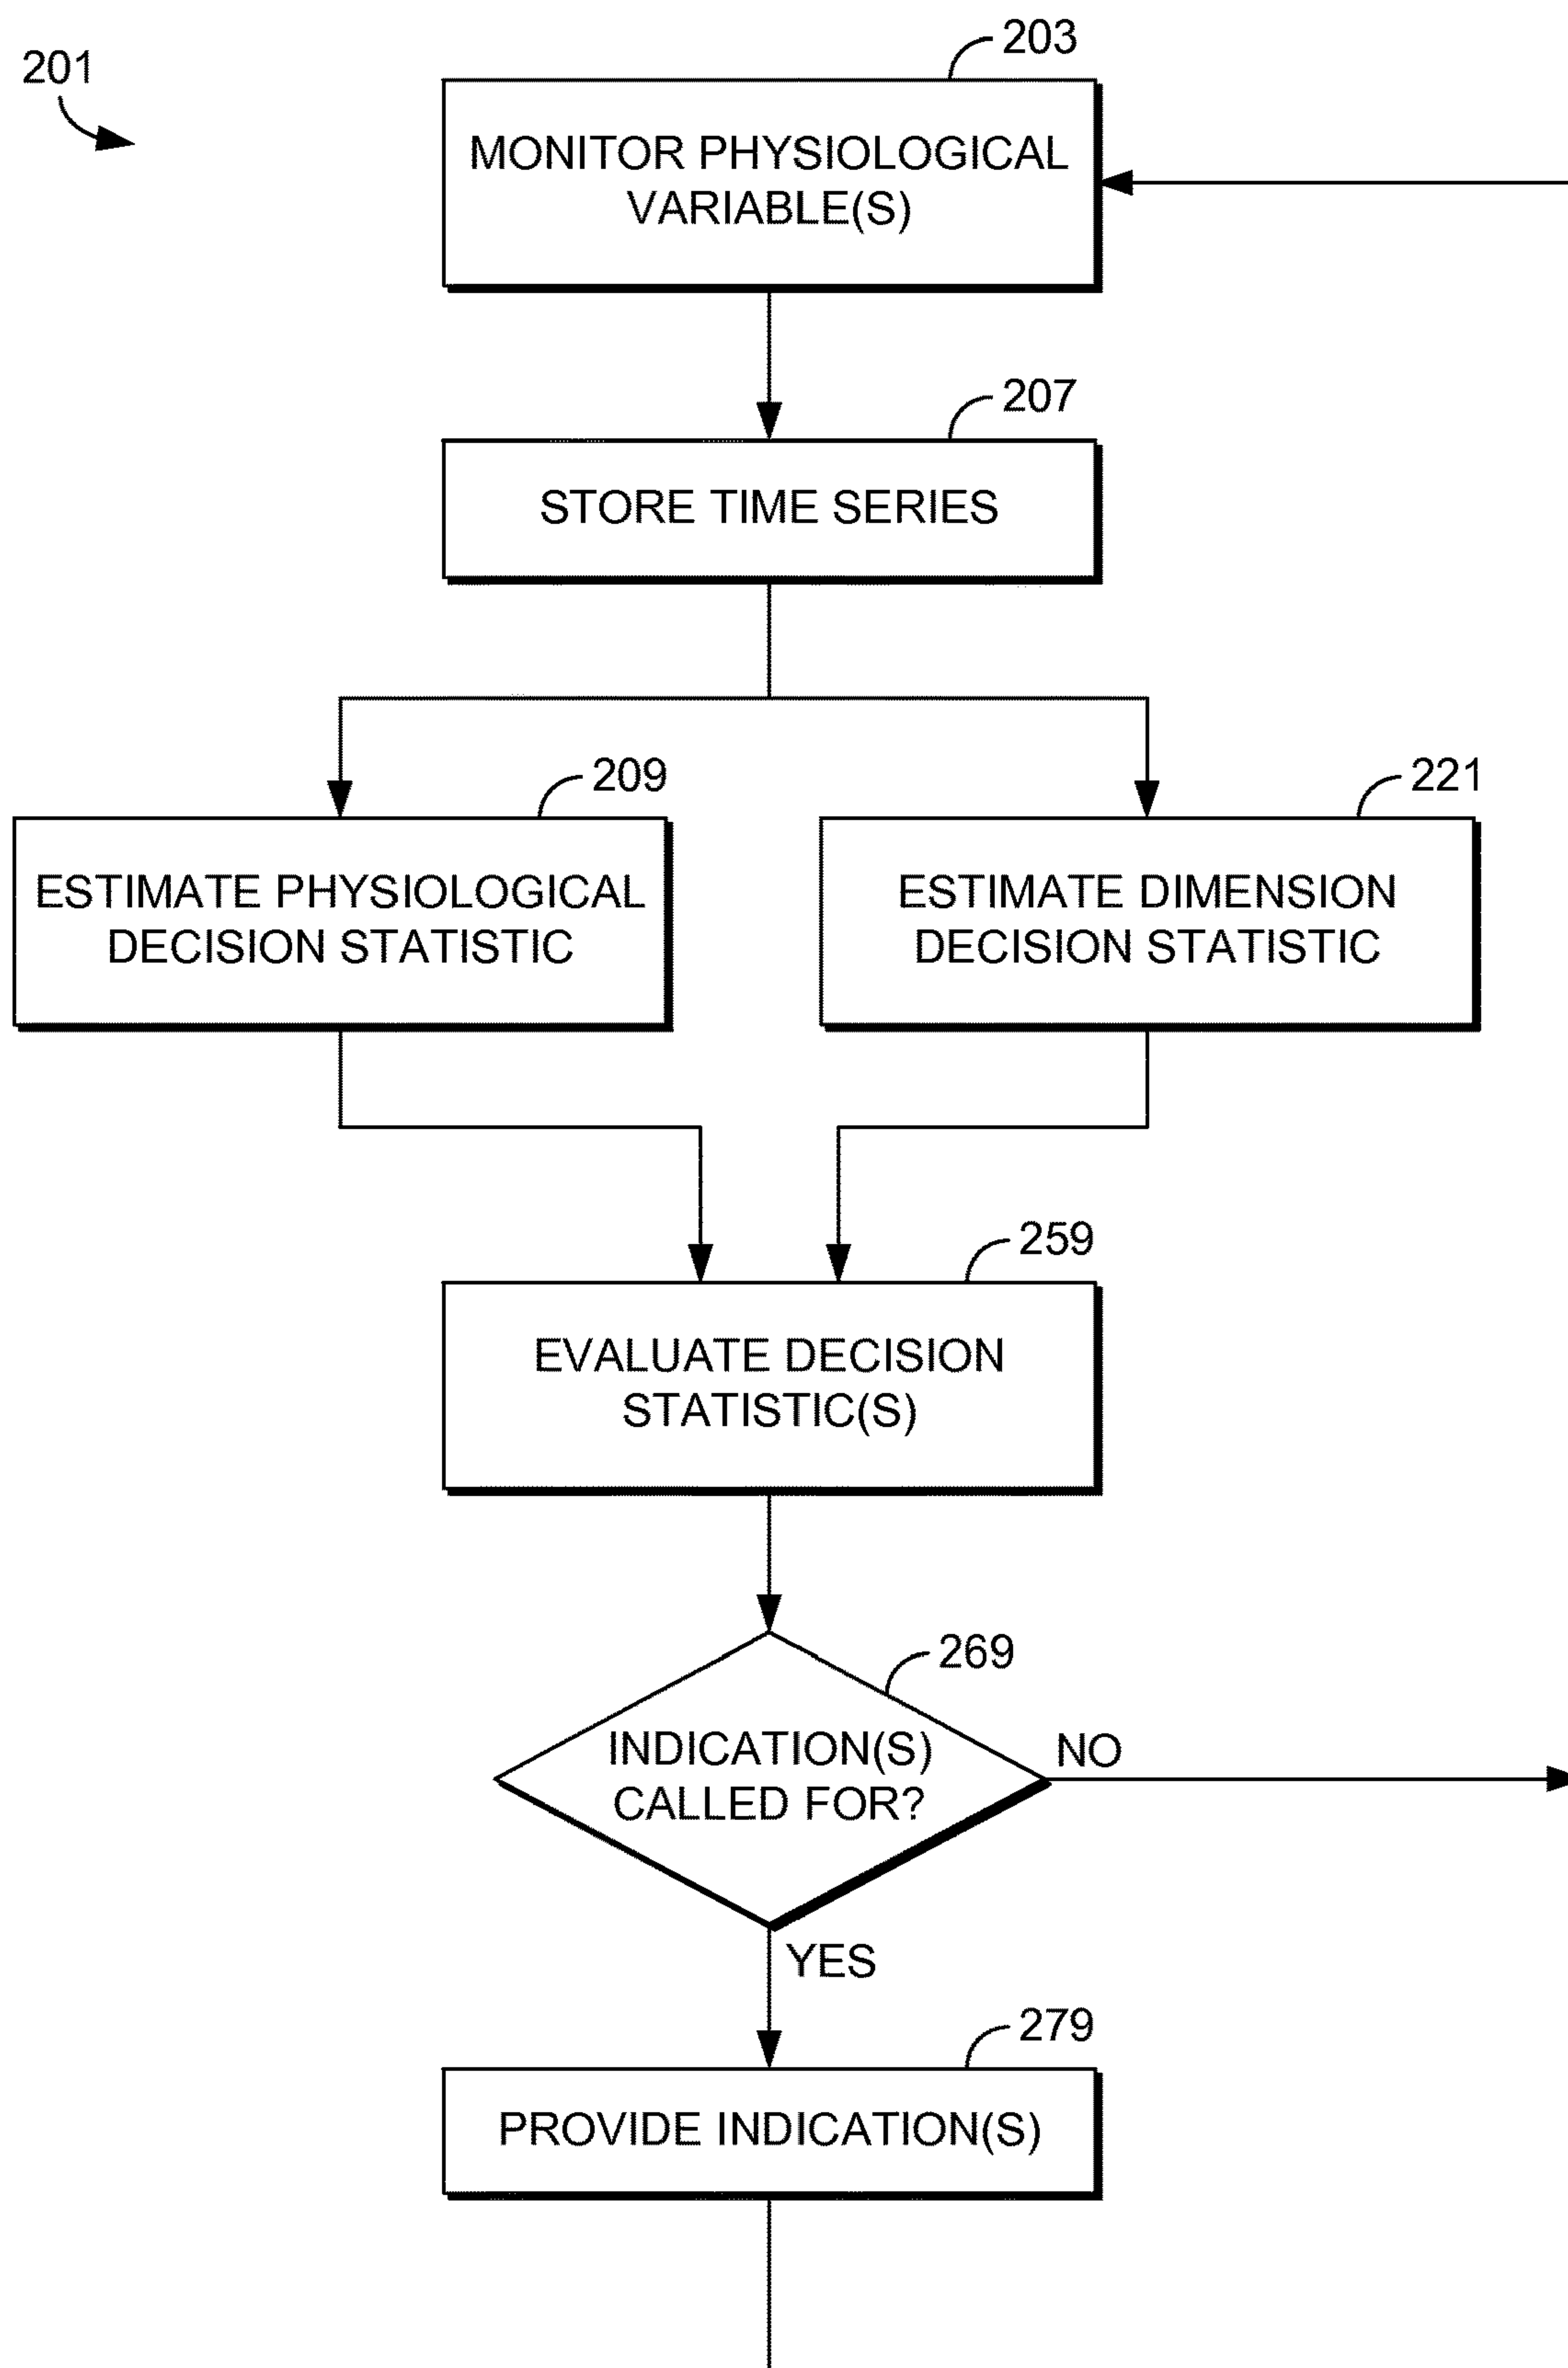 201
203
MONITOR PHYSIOLOGICAL
VARIABLE(S)
207
STORE TIME SERIES
209
ESTIMATE PHYSIOLOGICAL
DECISION STATISTIC
221
ESTIMATE DIMENSION
DECISION STATISTIC
259
EVALUATE DECISION
STATISTIC(S)
269
INDICATION(S)
CALLED FOR?
NO
YES
279
PROVIDE INDICATION(S)